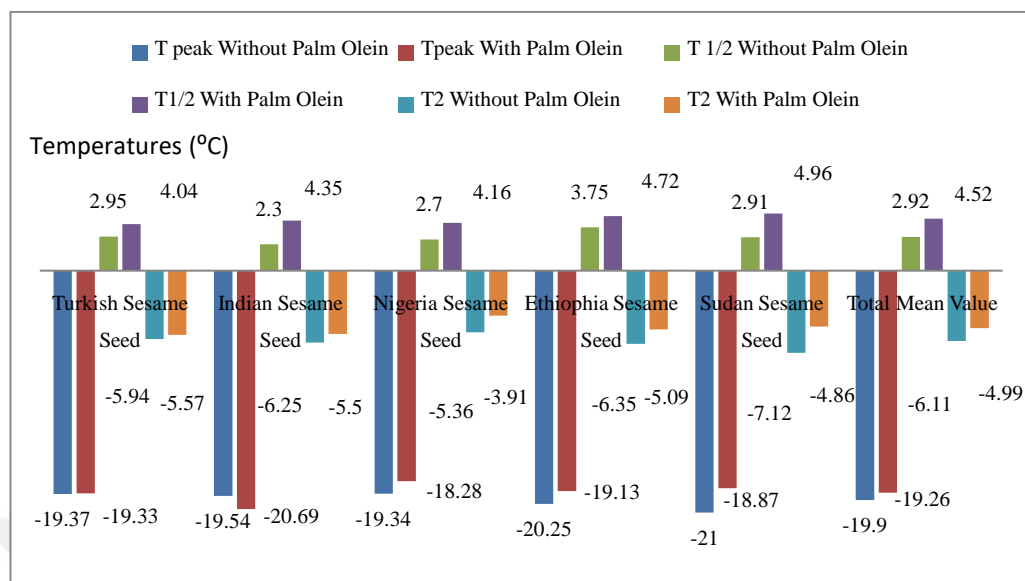 T peak Without Palm Olein
Tpeak With Palm Olein
T 1/2 Without Palm Olein
T1/2 With Palm Olein
T2 Without Palm Olein
T2 With Palm Olein
Temperatures (⁰C)
2.95
4.04
2.3
4.35
2.7
4.16
3.75
4.72
2.91
4.96
2.92
4.52
Turkish Sesame
Seed
Indian Sesame
Seed
Nigeria Sesame
Seed
Ethiophia Sesame
Seed
Sudan Sesame
Seed
Total Mean Value
-5.94
-5.57
-6.25
-5.5
-5.36
-3.91
-6.35
-5.09
-7.12
-4.86
-6.11
-4.99
-19.37
-19.33
-19.54
-20.69
-19.34
-18.28
-20.25
-19.13
-21
-18.87
-19.9
-19.26